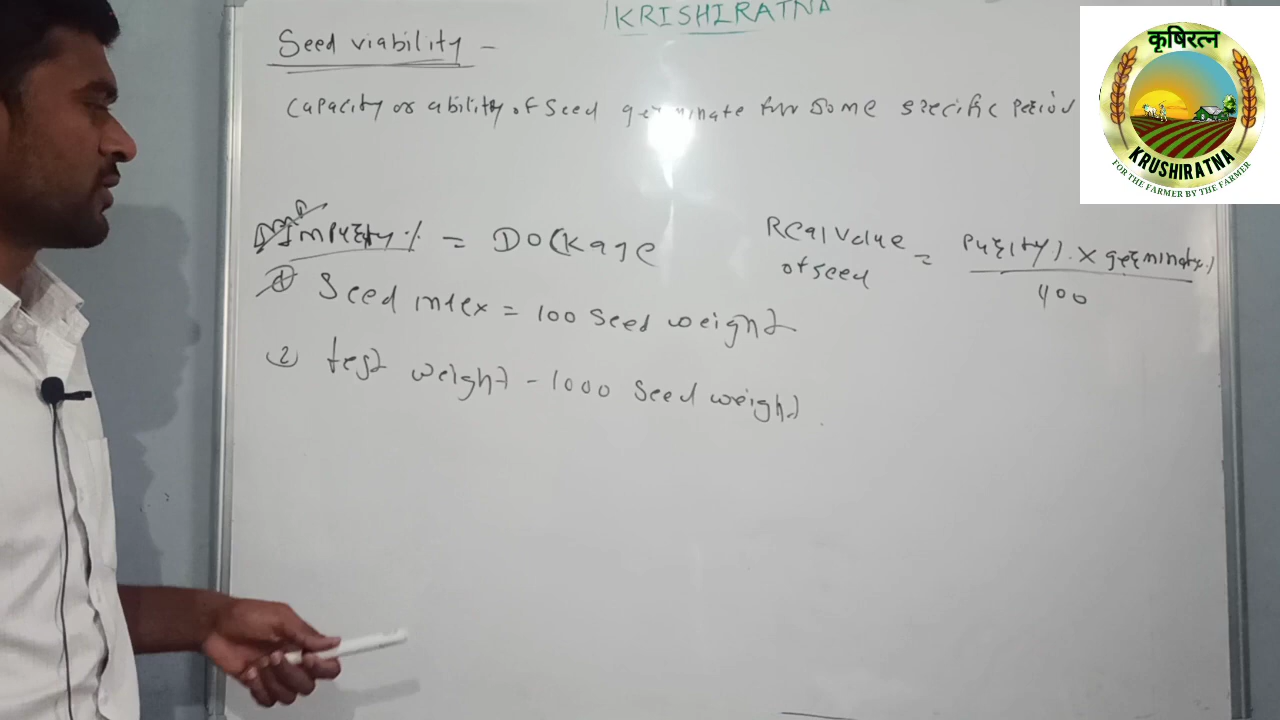 KRISHIRATNA
Seed viability -
capacity or ability of seed germinate for some specific period
Impurity % = Dockage
Real value of seed = Purity % × germinat %
100
① Seed index = 100 seed weight
② test weight - 1000 seed weight.
कृषिरत्न
KRUSHIRATNA
FOR THE FARMER BY THE FARMER